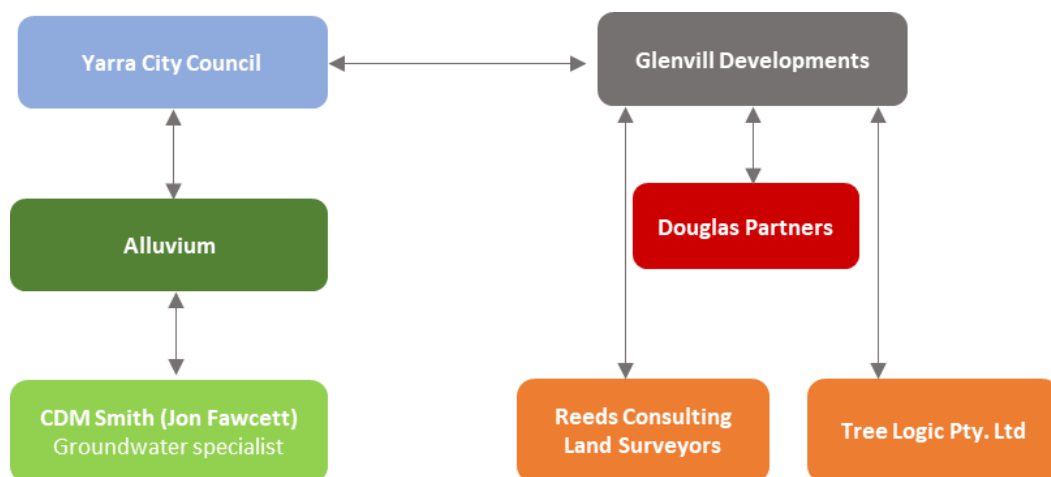 Yarra City Council
Glenvill Developments
Alluvium
Douglas Partners
CDM Smith (Jon Fawcett)
Groundwater specialist
Reeds Consulting
Land Surveyors
Tree Logic Pty. Ltd